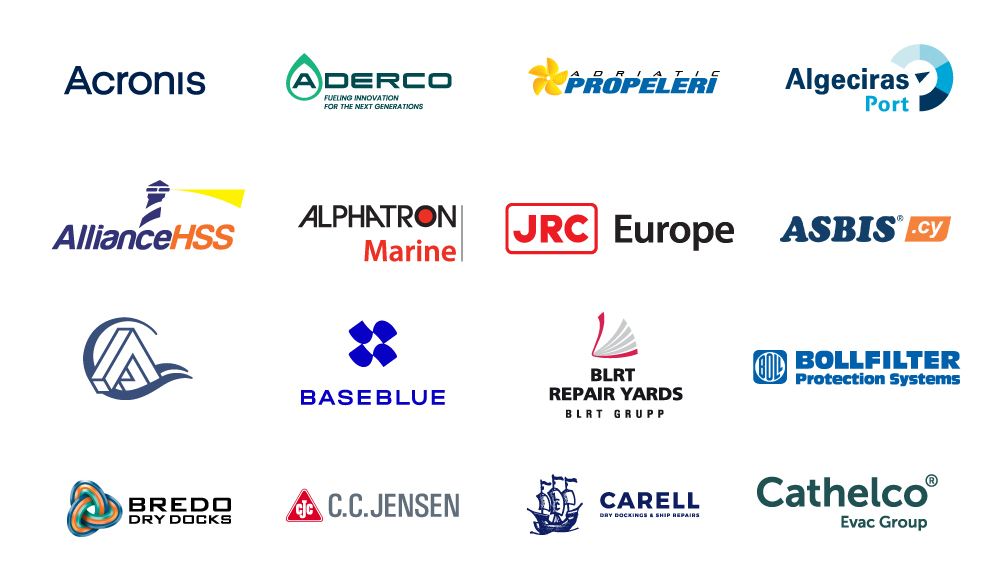 Acronis
ADERCO
FUELING INNOVATION
FOR THE NEXT GENERATIONS
ADRIATIC
PROPELERI
Algeciras
Port
AllianceHSS
ALPHATRON
Marine
JRC Europe
ASBIS® .cy
BASEBLUE
BLRT
REPAIR YARDS
BLRT GRUPP
BOLL
BOLLFILTER
Protection Systems
BREDO
DRY DOCKS
CJC C.C.JENSEN
CARELL
DRY DOCKINGS & SHIP REPAIRS
Cathelco®
Evac Group